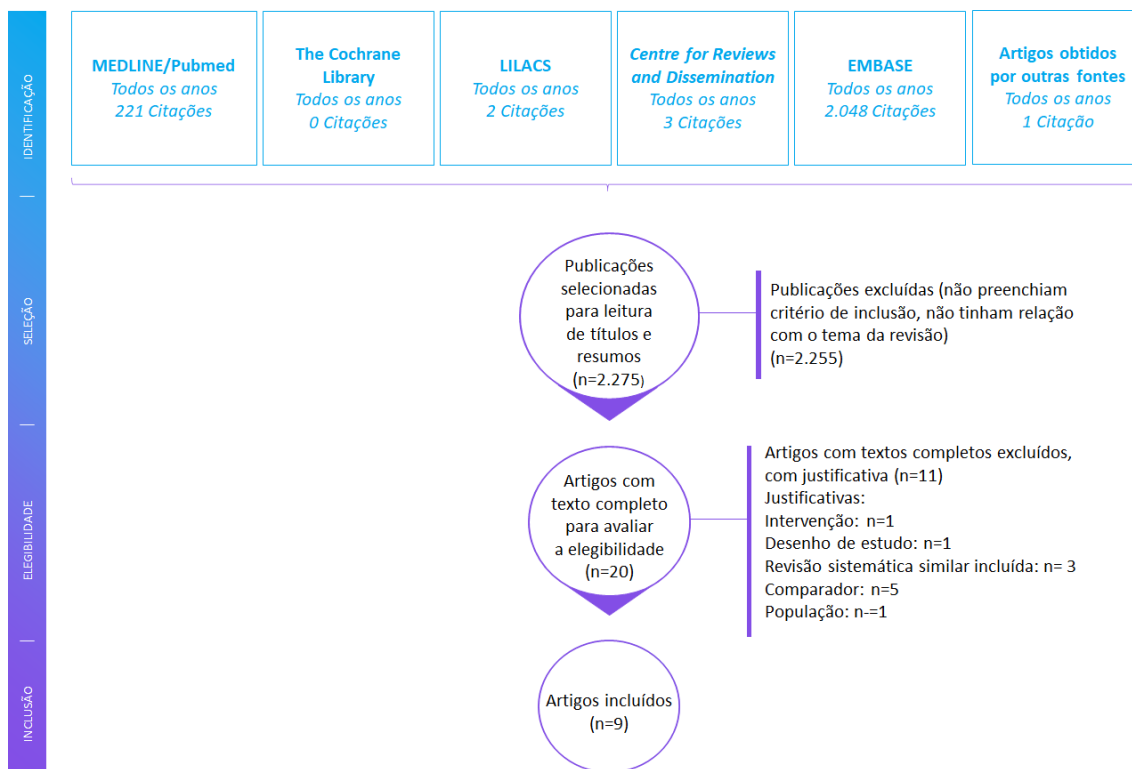 IDENTIFICAÇÃO
MEDLINE/Pubmed
Todos os anos
221 Citações
The Cochrane
Library
Todos os anos
0 Citações
LILACS
Todos os anos
2 Citações
Centre for Reviews
and Dissemination
Todos os anos
3 Citações
EMBASE
Todos os anos
2.048 Citações
Artigos obtidos
por outras fontes
Todos os anos
1 Citação
SELEÇÃO
Publicações
selecionadas
para leitura
de títulos e
resumos
(n=2.275)
Publicações excluídas (não preenchiam
critério de inclusão, não tinham relação
com o tema da revisão)
(n=2.255)
ELEGIBILIDADE
Artigos com
texto completo
para avaliar
a elegibilidade
(n=20)
Artigos com textos completos excluídos,
com justificativa (n=11)
Justificativas:
Intervenção: n=1
Desenho de estudo: n=1
Revisão sistemática similar incluída: n= 3
Comparador: n=5
População: n-=1
INCLUSÃO
Artigos incluídos
(n=9)